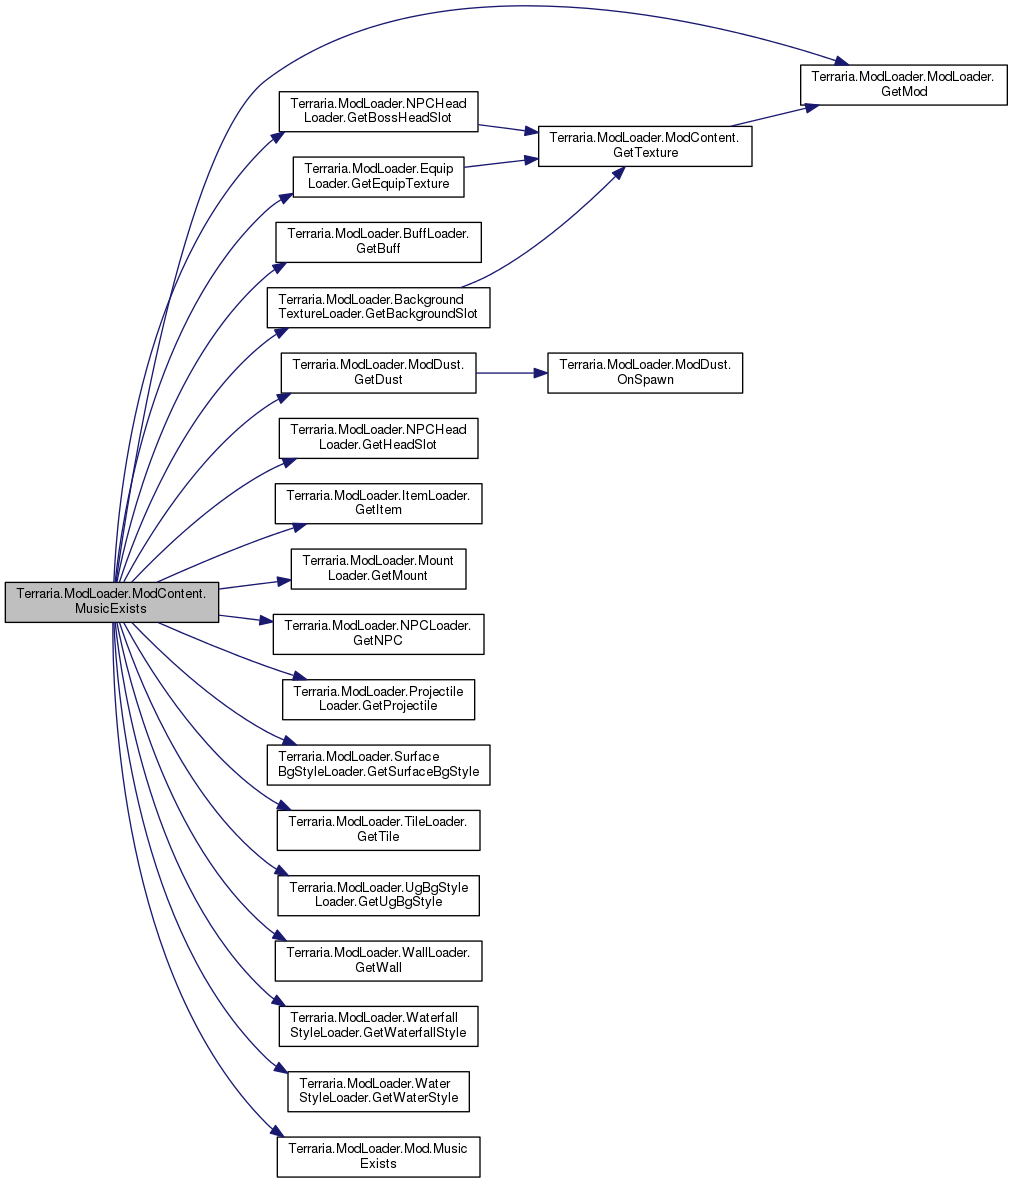 Terraria.ModLoader.ModLoader.
GetMod
Terraria.ModLoader.NPCHead
Loader.GetBossHeadSlot
Terraria.ModLoader.ModContent.
GetTexture
Terraria.ModLoader.Equip
Loader.GetEquipTexture
Terraria.ModLoader.BuffLoader.
GetBuff
Terraria.ModLoader.Background
TextureLoader.GetBackgroundSlot
Terraria.ModLoader.ModDust.
GetDust
Terraria.ModLoader.ModDust.
OnSpawn
Terraria.ModLoader.NPCHead
Loader.GetHeadSlot
Terraria.ModLoader.ItemLoader.
GetItem
Terraria.ModLoader.Mount
Loader.GetMount
Terraria.ModLoader.ModContent.
MusicExists
Terraria.ModLoader.NPCLoader.
GetNPC
Terraria.ModLoader.Projectile
Loader.GetProjectile
Terraria.ModLoader.Surface
BgStyleLoader.GetSurfaceBgStyle
Terraria.ModLoader.TileLoader.
GetTile
Terraria.ModLoader.UgBgStyle
Loader.GetUgBgStyle
Terraria.ModLoader.WallLoader.
GetWall
Terraria.ModLoader.Waterfall
StyleLoader.GetWaterfallStyle
Terraria.ModLoader.Water
StyleLoader.GetWaterStyle
Terraria.ModLoader.Mod.Music
Exists